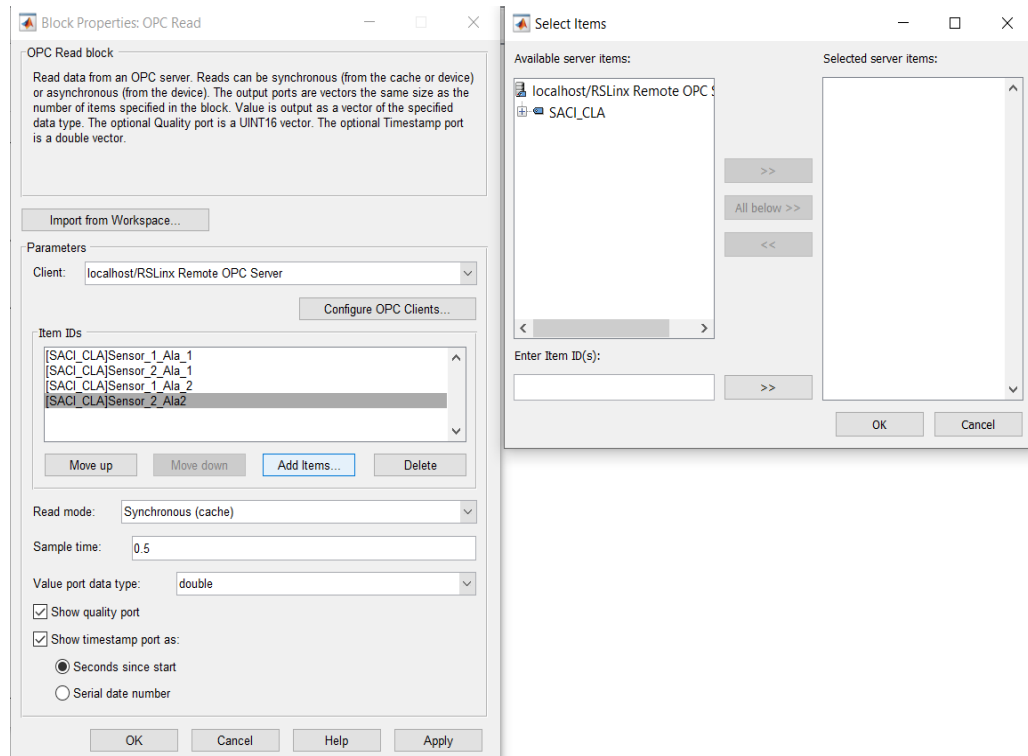 Block Properties: OPC Read
OPC Read block
Read data from an OPC server. Reads can be synchronous (from the cache or device)
or asynchronous (from the device). The output ports are vectors the same size as the
number of items specified in the block. Value is output as a vector of the specified
data type. The optional Quality port is a UINT16 vector. The optional Timestamp port
is a double vector.
Import from Workspace...
Parameters
Client: localhost/RSLinx Remote OPC Server
Configure OPC Clients...
Item IDs
[SACI_CLA]Sensor_1_Ala_1
[SACI_CLA]Sensor_2_Ala_1
[SACI_CLA]Sensor_1_Ala_2
[SACI_CLA]Sensor_2_Ala2
Move up Move down Add Items... Delete
Read mode: Synchronous (cache)
Sample time: 0.5
Value port data type: double
Show quality port
Show timestamp port as:
Seconds since start
Serial date number
OK Cancel Help Apply
Select Items
Available server items: Selected server items:
localhost/RSLinx Remote OPC
SACI_CLA
>>
All below >>
<<
Enter Item ID(s):
>>
OK Cancel